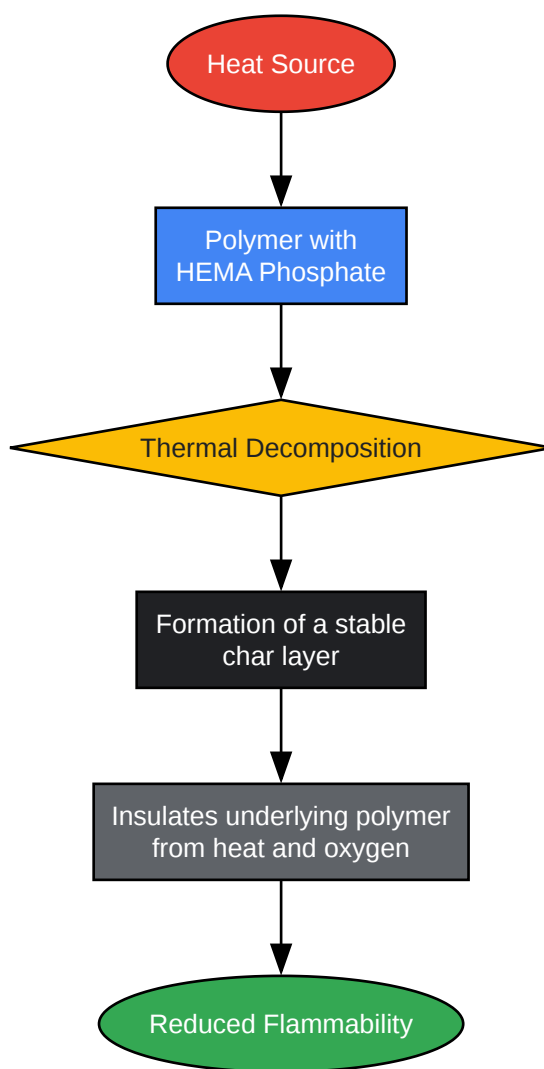 Heat Source
Polymer with
HEMA Phosphate
Thermal Decomposition
Formation of a stable
char layer
Insulates underlying polymer
from heat and oxygen
Reduced Flammability